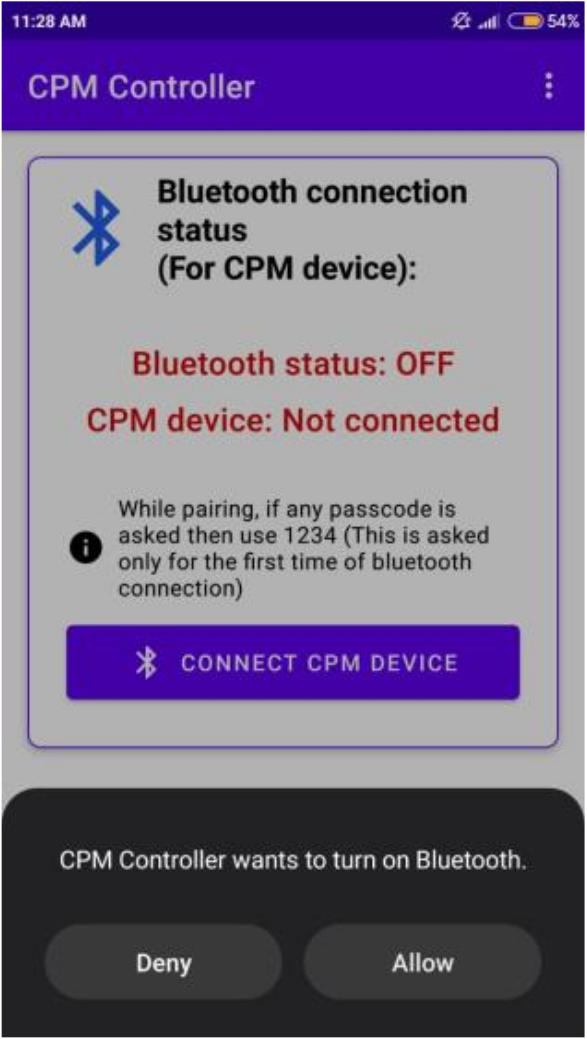 11:28 AM 54%
CPM Controller
Bluetooth connection
status
(For CPM device):
Bluetooth status: OFF
CPM device: Not connected
While pairing, if any passcode is
asked then use 1234 (This is asked
only for the first time of bluetooth
connection)
CONNECT CPM DEVICE
CPM Controller wants to turn on Bluetooth.
Deny Allow